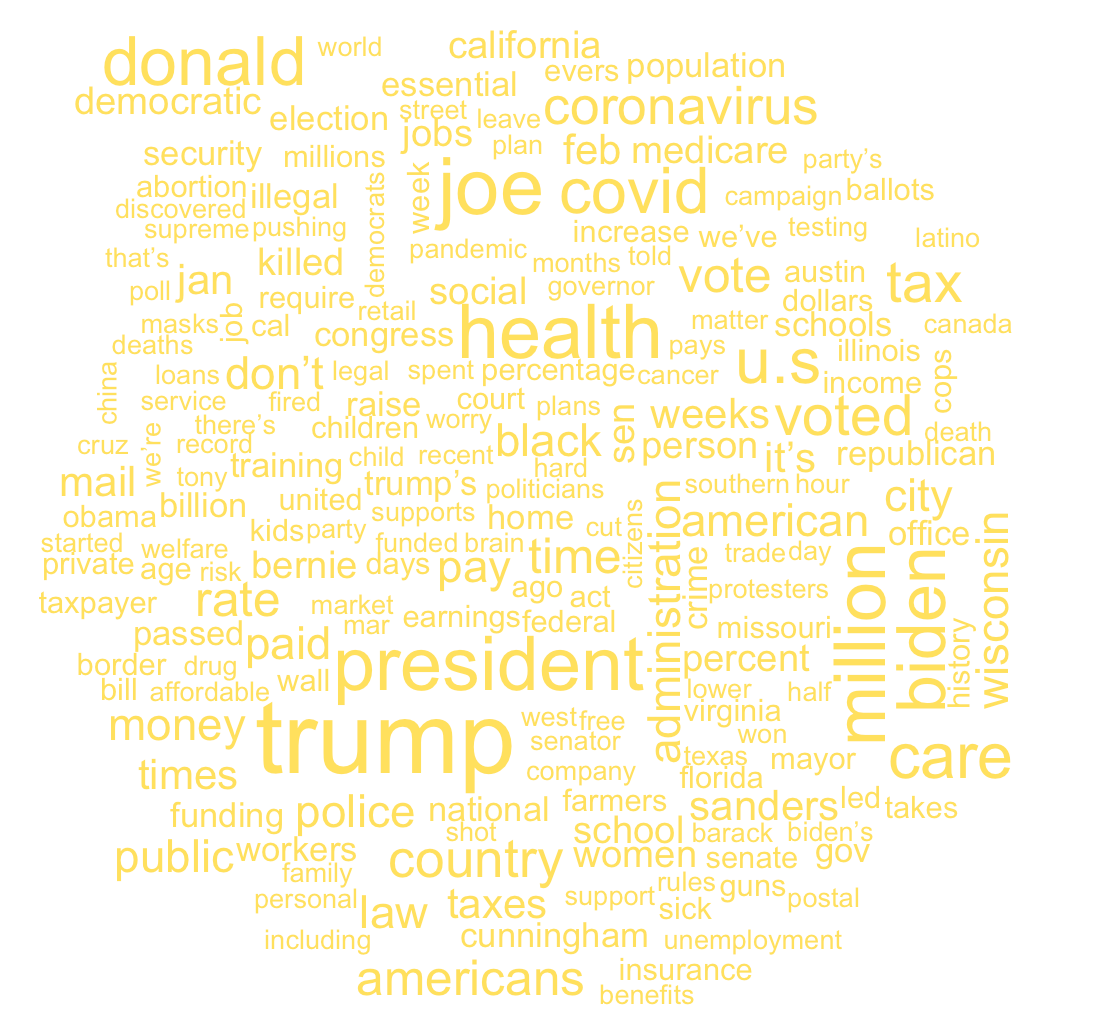 donald
world
california
evers
population
democratic
essential
coronavirus
election
street
leave
jobs
plan
feb
medicare
party's
security
millions
abortion
illegal
democrats
week
joe
covid
campaign
ballots
discovered
supreme
pushing
increase
we've
testing
latino
that's
killed
pandemic
months
told
vote
austin
tax
poll
jan
require
social
governor
dollars
masks
job
cal
retail
congress
health
matter
schools
canada
deaths
pays
u.s
illinois
china
loans
don't
legal
spent
percentage
cancer
income
cops
service
fired
raise
court
plans
sen
weeks
voted
there's
children
worry
black
person
death
cruz
we're
record
training
child
recent
hard
it's
republican
mail
tony
trump's
politicians
southern
hour
city
obama
billion
united
supports
home
cut
citizens
administration
american
office
wisconsin
started
welfare
kids
party
funded
brain
time
crime
trade
day
million
biden
private
age
risk
bernie
days
pay
ago
act
protesters
history
taxpayer
rate
market
earnings
federal
missouri
passed
paid
mar
president
percent
border
drug
wall
lower
half
bill
affordable
virginia
money
trump
west
free
won
care
senator
texas
mayor
times
company
florida
funding
police
national
farmers
sanders
led
takes
shot
school
barack
biden's
public
workers
country
women
senate
gov
family
personal
law
taxes
support
rules
guns
postal
sick
including
cunningham
unemployment
americans
insurance
benefits